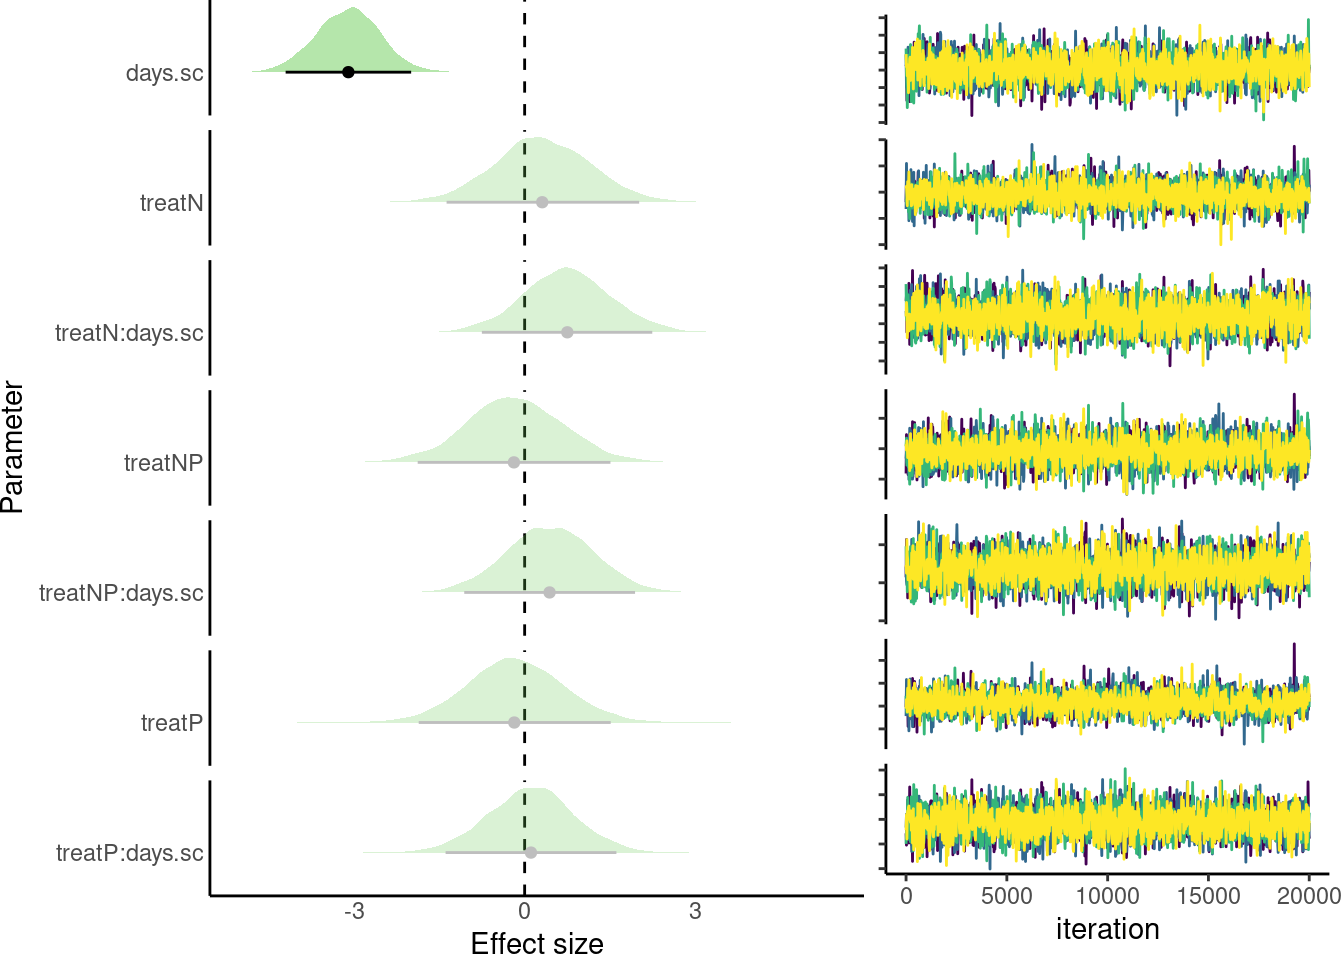 Parameter
days.sc
treatN
treatN:days.sc
treatNP
treatNP:days.sc
treatP
treatP:days.sc
-3 0 3
Effect size
0 5000 10000 15000 20000
iteration